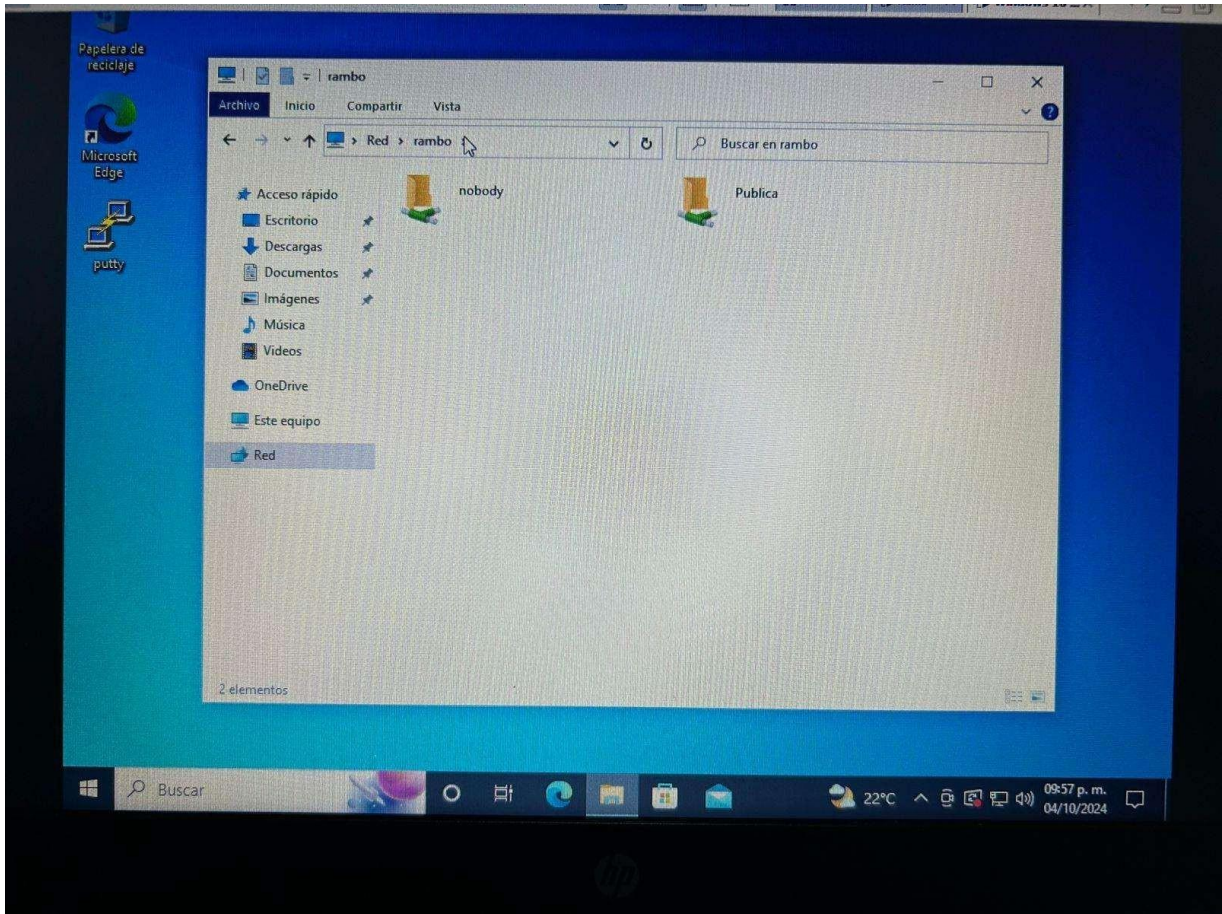 Papelera de
reciclaje
Microsoft
Edge
putty
rambo
Archivo Inicio Compartir Vista
Red > rambo
Buscar en rambo
Acceso rápido
Escritorio
Descargas
Documentos
Imágenes
Música
Videos
OneDrive
Este equipo
Red
nobody
Publica
2 elementos
Buscar
22°C
09:57 p. m.
04/10/2024
hp